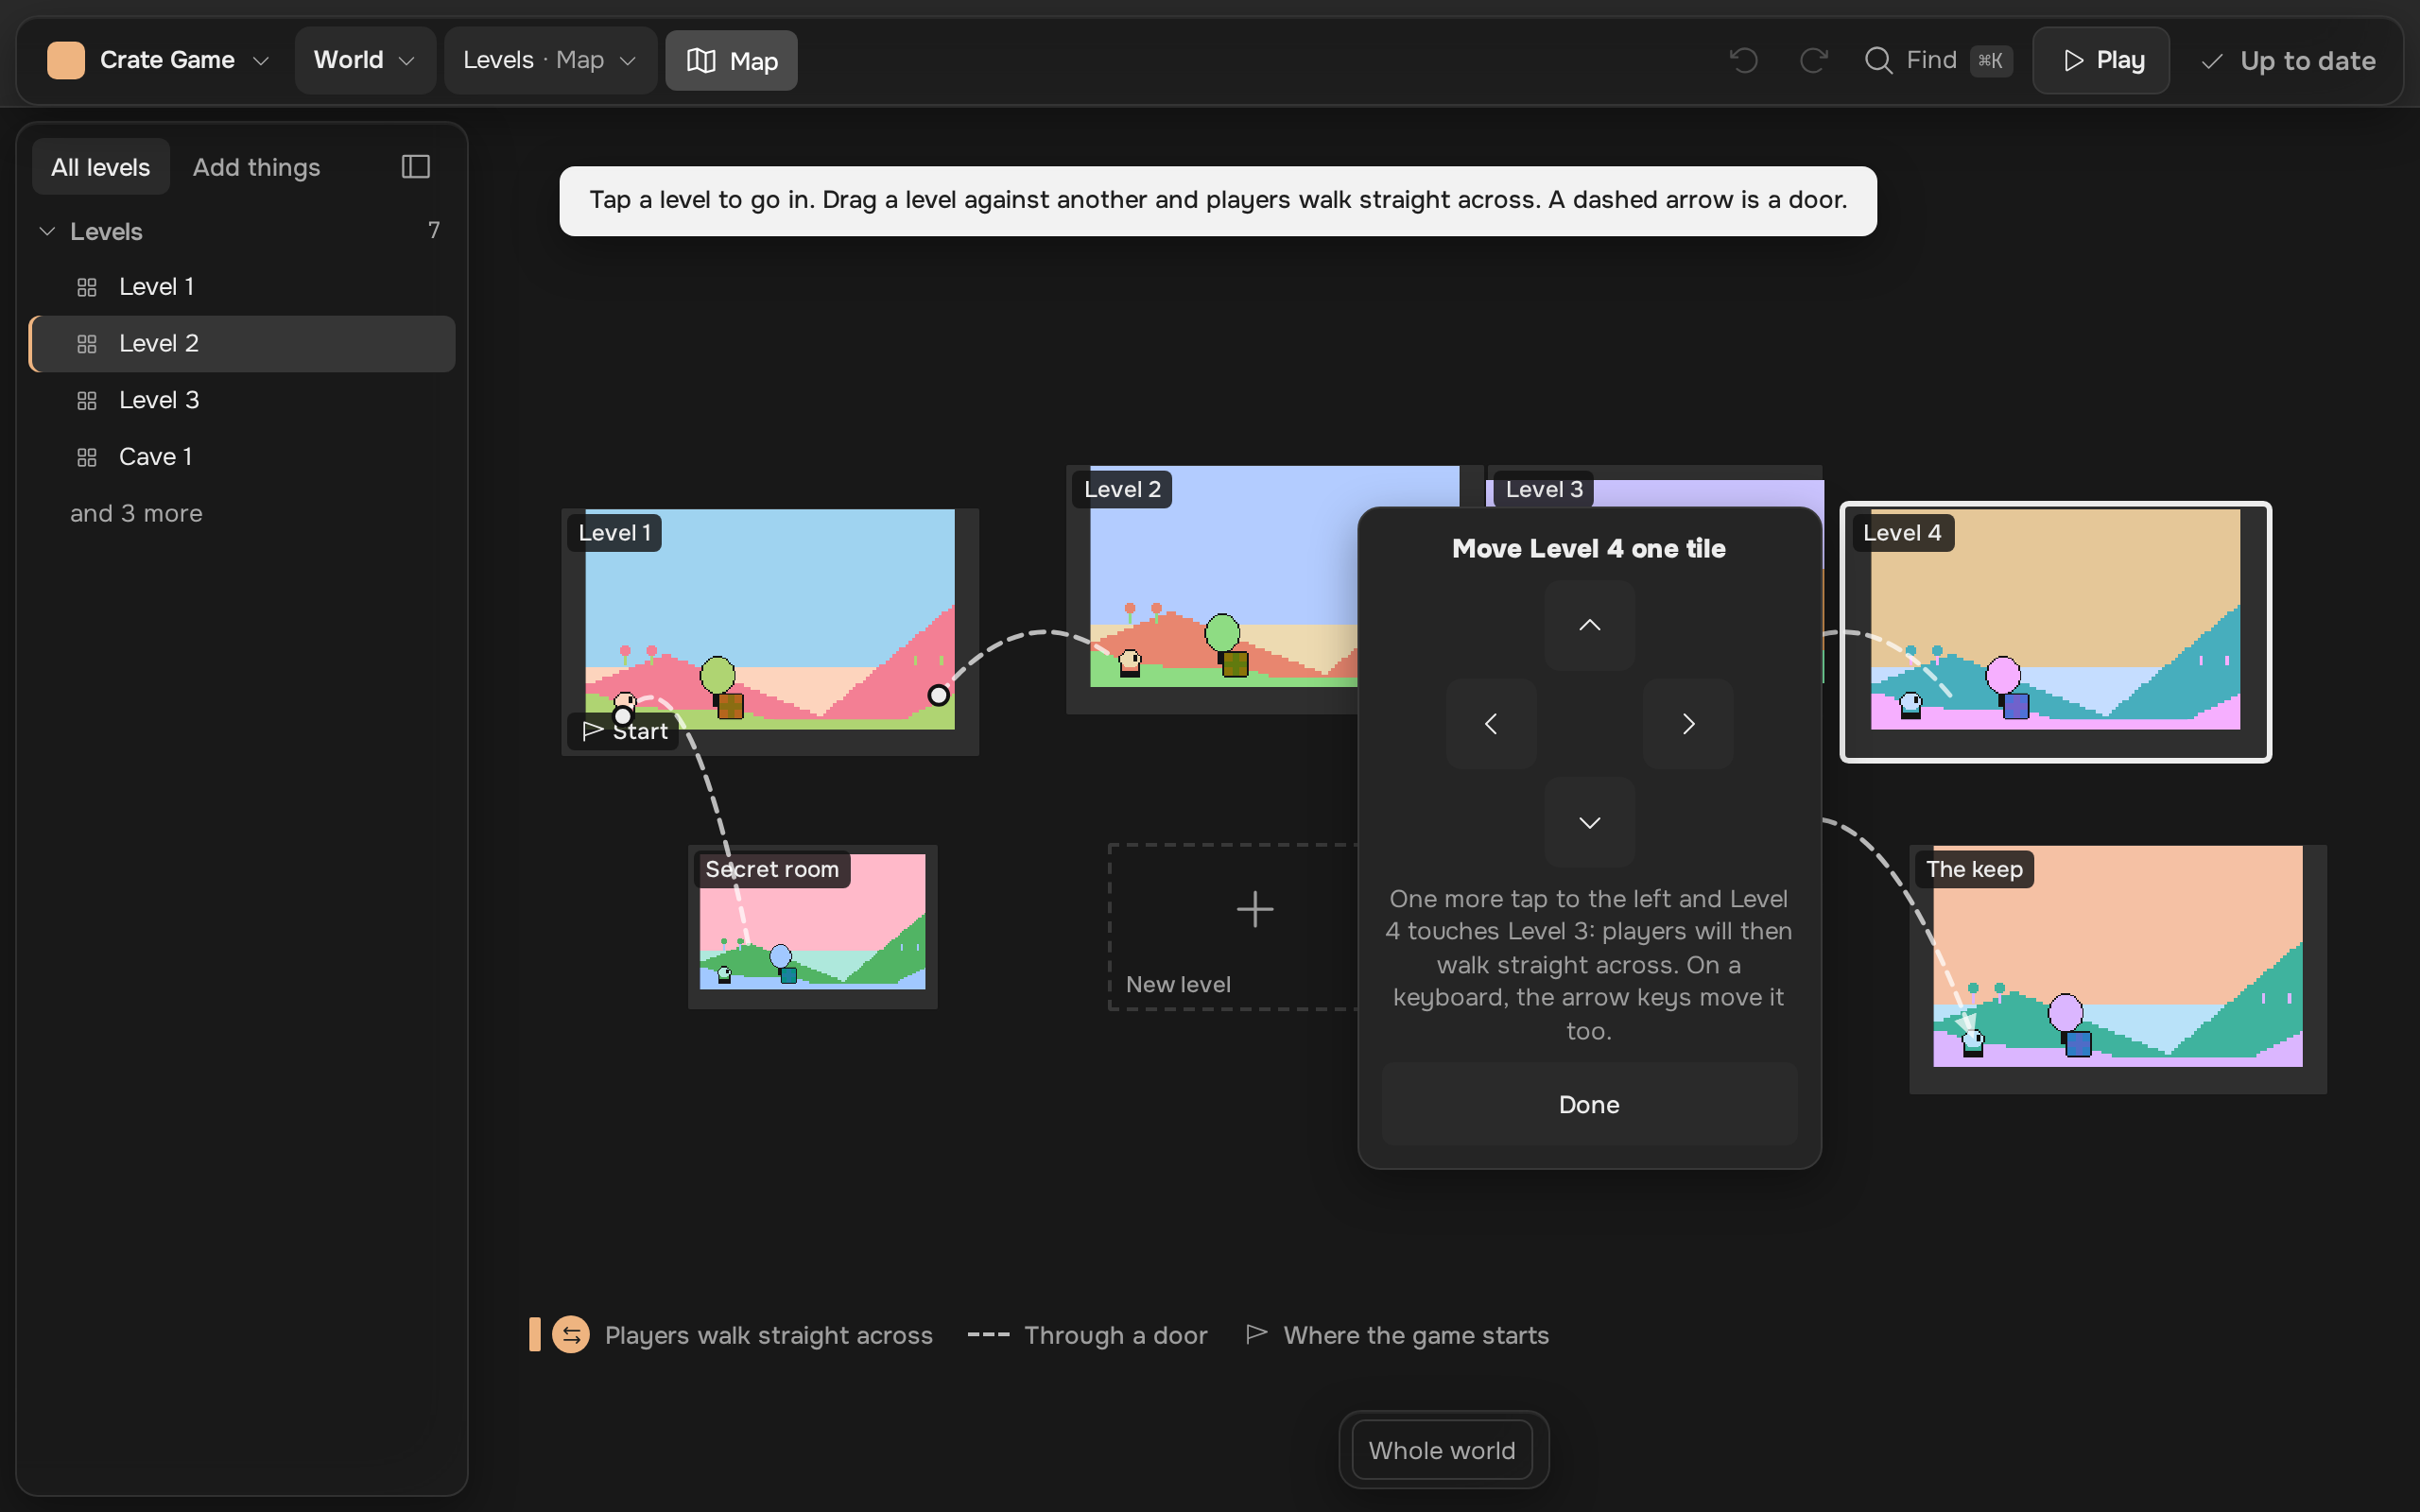 Crate Game
World
Levels · Map
Map
Find ⌘K
Play
Up to date
All levels
Add things
Levels 7
Level 1
Level 2
Level 3
Cave 1
and 3 more
Tap a level to go in. Drag a level against another and players walk straight across. A dashed arrow is a door.
Level 1
Start
Level 2
Level 3
Level 4
Secret room
New level
The keep
Move Level 4 one tile
One more tap to the left and Level
4 touches Level 3: players will then
walk straight across. On a
keyboard, the arrow keys move it
too.
Done
Players walk straight across
Through a door
Where the game starts
Whole world